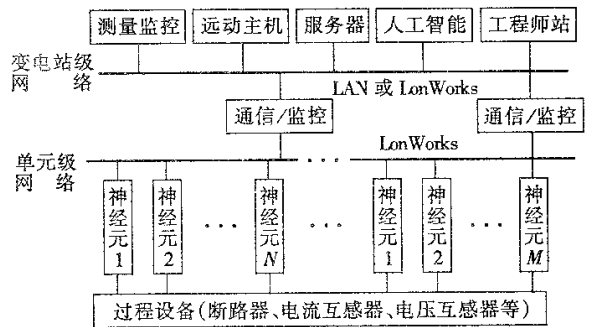 测量监控 远动主机 服务器 人工智能 工程师站
变电站级
网 络
LAN 或 LonWorks
通信/监控 通信/监控
LonWorks
单元级
网 络
神经元1 神经元2 ··· 神经元N ··· 神经元1 神经元2 ··· 神经元M
过程设备(断路器、电流互感器、电压互感器等)